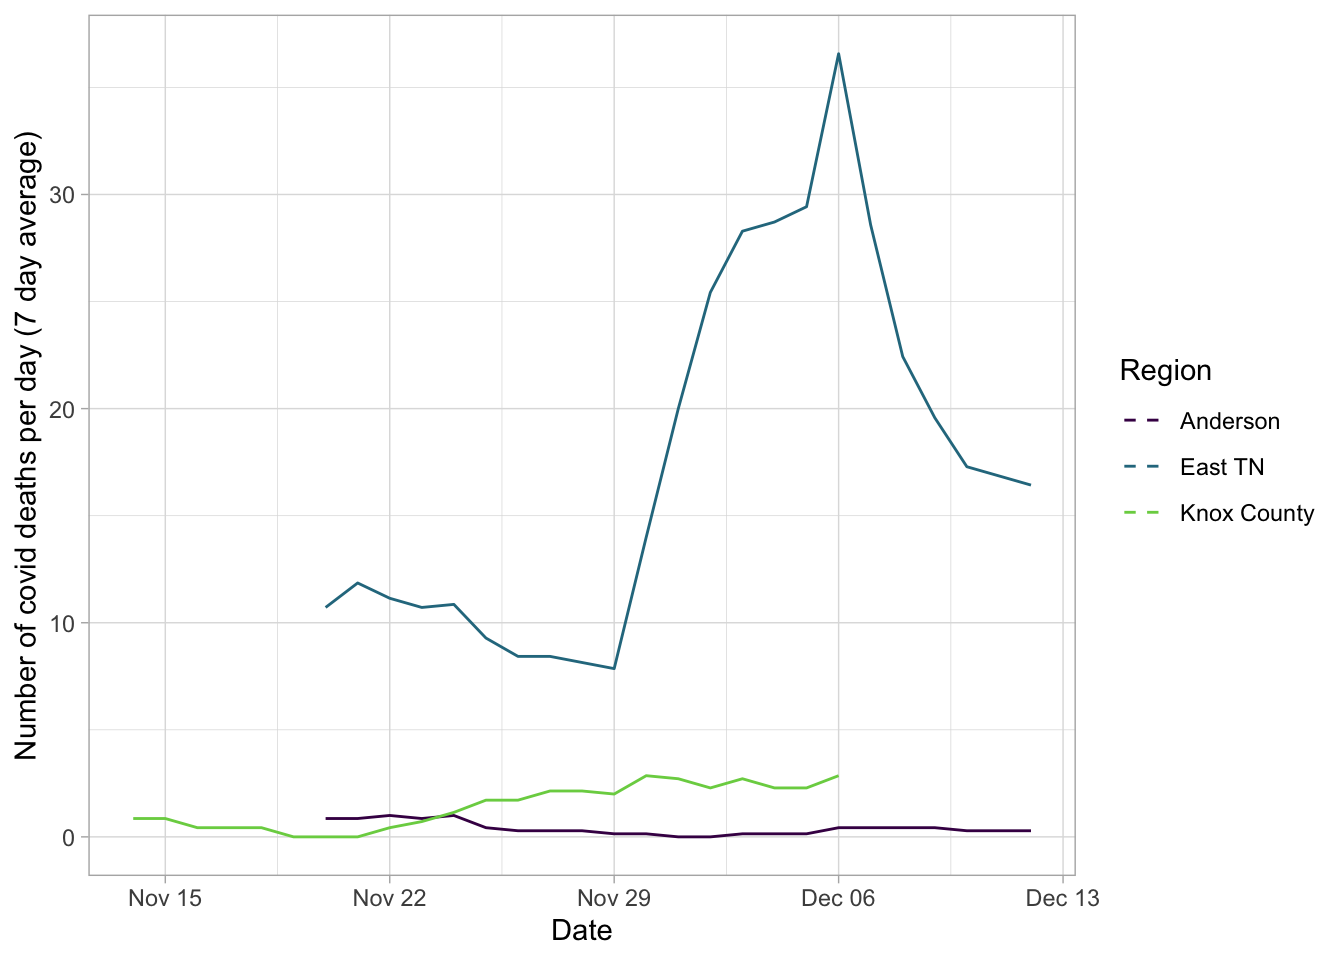 Number of covid deaths per day (7 day average)
30
20
10
0
Nov 15
Nov 22
Nov 29
Dec 06
Dec 13
Date
Region
Anderson
East TN
Knox County